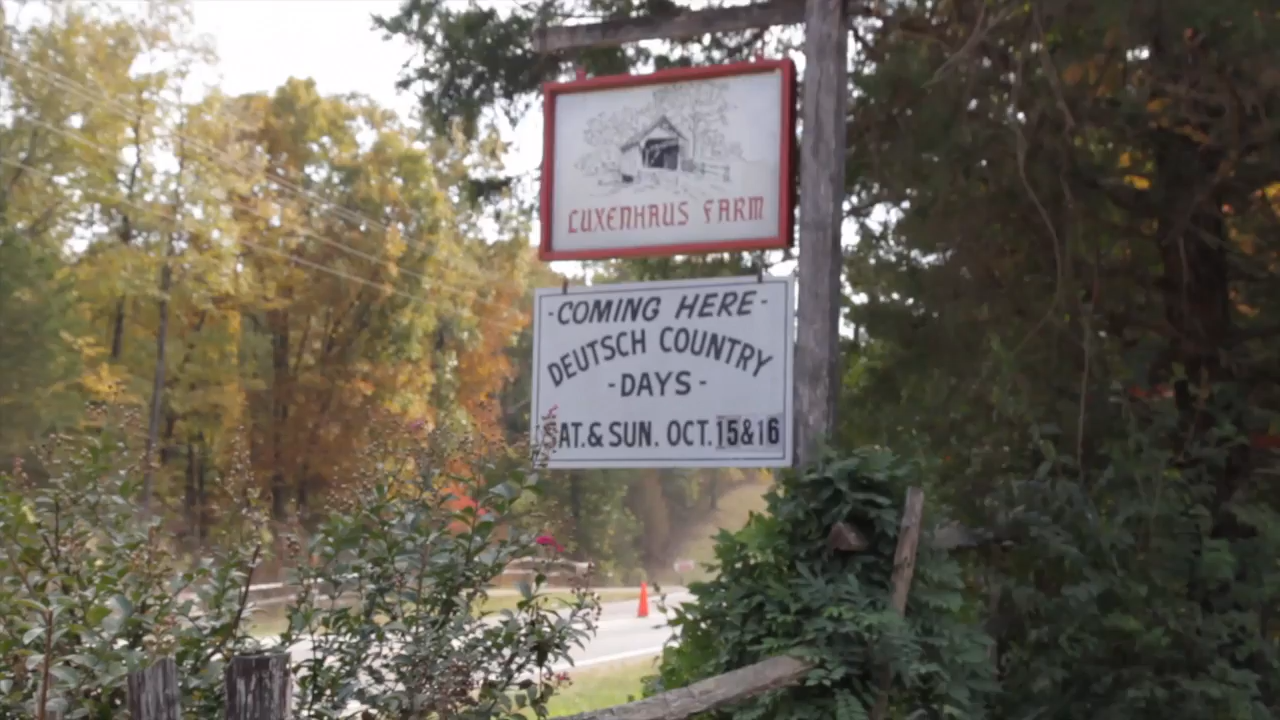 LUXENHAUS FARM
-COMING HERE-
DEUTSCH COUNTRY
-DAYS-
SAT.& SUN. OCT.15&16